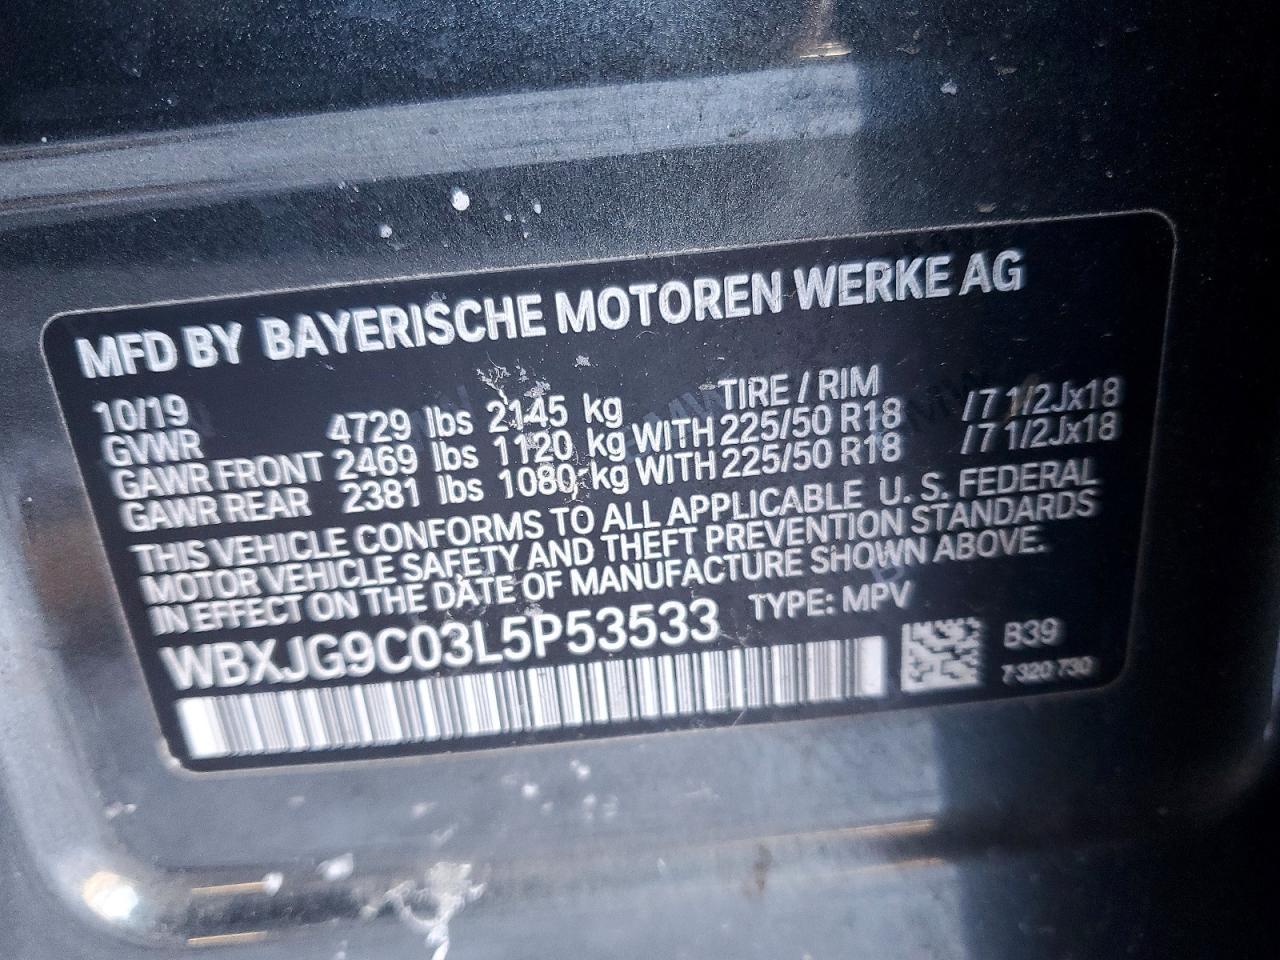 MFD BY BAYERISCHE MOTOREN WERKE AG
10/19 TIRE / RIM
GVWR 4729 lbs 2145 kg
GAWR FRONT 2469 lbs 1120 kg WITH 225/50 R18 /7 1/2Jx18
GAWR REAR 2381 lbs 1080 kg WITH 225/50 R18 /7 1/2Jx18
THIS VEHICLE CONFORMS TO ALL APPLICABLE U. S. FEDERAL
MOTOR VEHICLE SAFETY AND THEFT PREVENTION STANDARDS
IN EFFECT ON THE DATE OF MANUFACTURE SHOWN ABOVE.
WBXJG9C03L5P53533 TYPE: MPV
B39
7 320 730